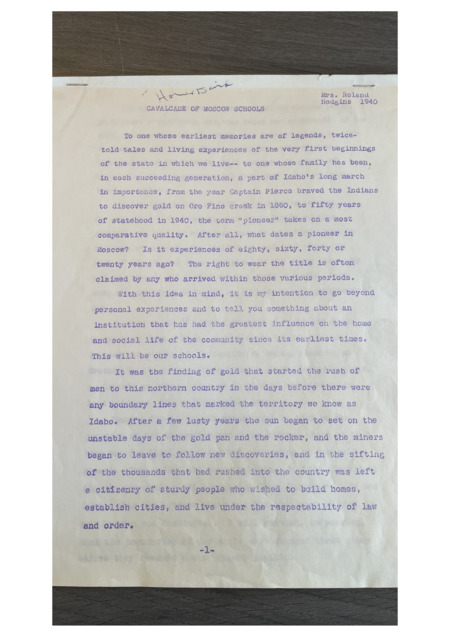 Mrs. Roland
Hodgins 1940
CAVALCADE OF MOSCOW SCHOOLS
To one whose earliest memories are of legends, twice-
told tales and living experiences of the very first beginnings
of the state in which we live-- to one whose family has been,
in each succeeding generation, a part of Idaho's long march
in importance, from the year Captain Pierce braved the Indians
to discover gold on Oro Fino creek in 1860, to fifty years
of statehood in 1940, the term "pioneer" takes on a most
comparative quality. After all, what dates a pioneer in
Moscow? Is it experiences of eighty, sixty, forty or
twenty years ago? The right to wear the title is often
claimed by any who arrived within those various periods.
With this idea in mind, it is my intention to go beyond
personal experiences and to tell you something about an
institution that has had the greatest influence on the home
and social life of the community since its earliest times.
This will be our schools.
It was the finding of gold that started the rush of
men to this northern country in the days before there were
any boundary lines that marked the territory we know as
Idaho. After a few lusty years the sun began to set on the
unstable days of the gold pan and the rocker, and the miners
began to leave to follow new discoveries, and in the sifting
of the thousands that had rushed into the country was left
a citizenry of sturdy people who wished to build homes,
establish cities, and live under the respectability of law
and order.
-1-